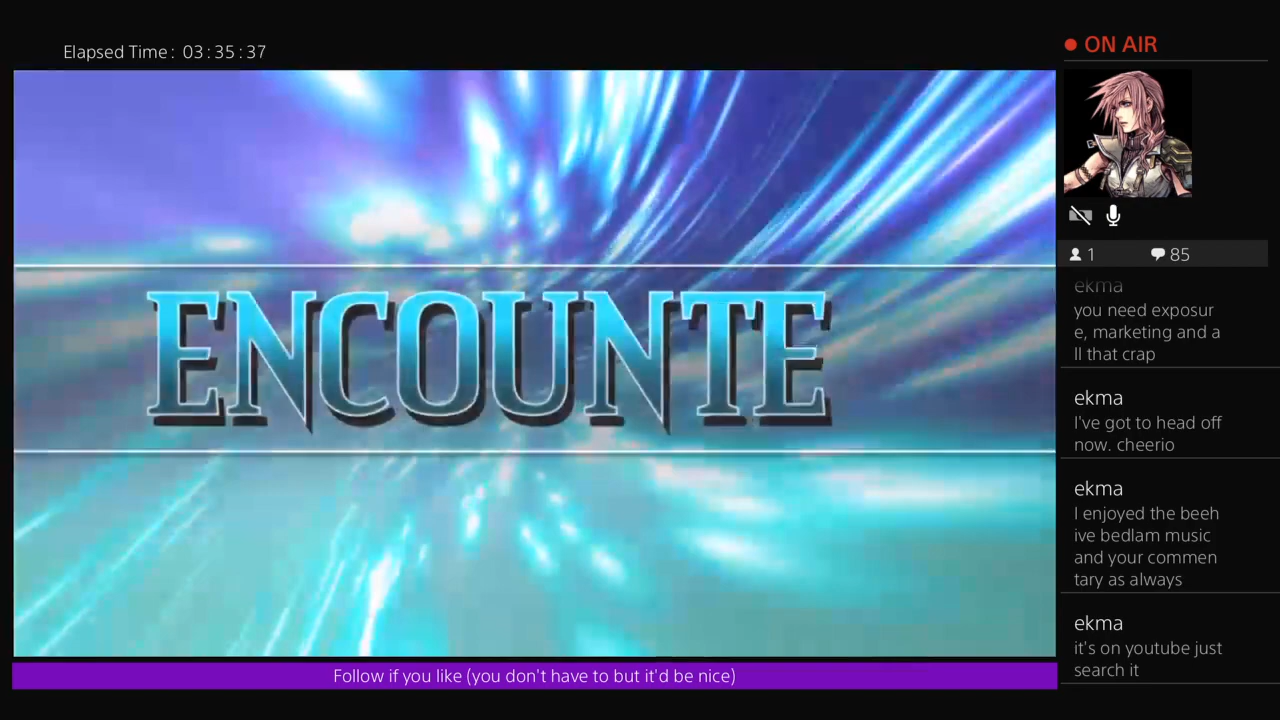 Elapsed Time: 03:35:37
ON AIR
1 85
ENCOUNTE
ekma
you need exposur
e, marketing and a
ll that crap
ekma
I've got to head off
now. cheerio
ekma
I enjoyed the beeh
ive bedlam music
and your commen
tary as always
ekma
it's on youtube just
search it
Follow if you like (you don't have to but it'd be nice)